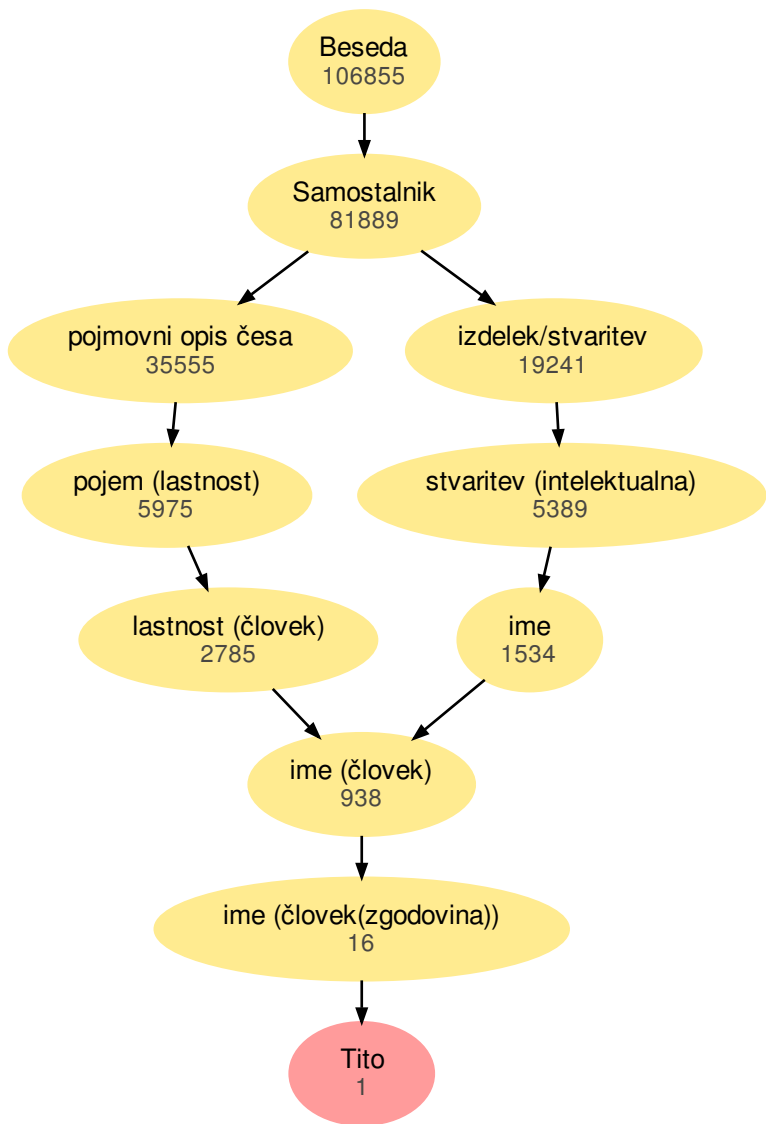 Beseda
106855
Samostalnik
81889
pojmovni opis česa
35555
izdelek/stvaritev
19241
pojem (lastnost)
5975
stvaritev (intelektualna)
5389
lastnost (človek)
2785
ime
1534
ime (človek)
938
ime (človek(zgodovina))
16
Tito
1